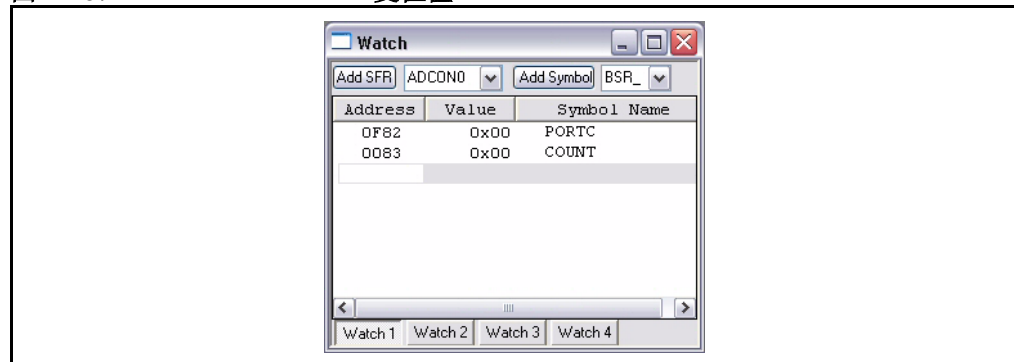 Watch
Add SFR ADCON0 Add Symbol BSR_
Address Value Symbol Name
0F82 0x00 PORTC
0083 0x00 COUNT
Watch 1 Watch 2 Watch 3 Watch 4